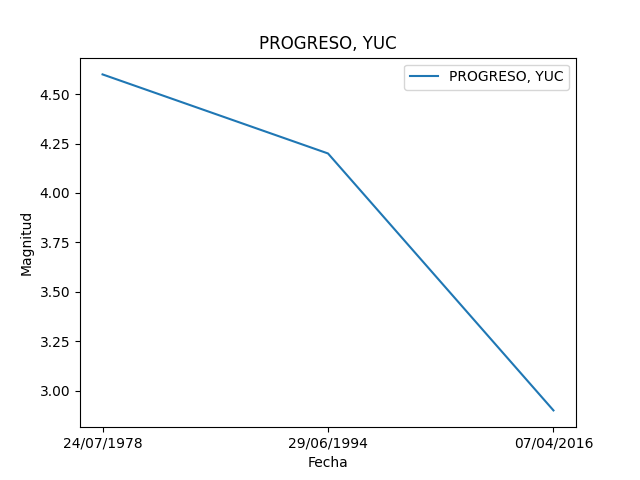 PROGRESO, YUC
PROGRESO, YUC
4.50
4.25
4.00
3.75
3.50
3.25
3.00
Magnitud
24/07/1978 29/06/1994 07/04/2016
Fecha